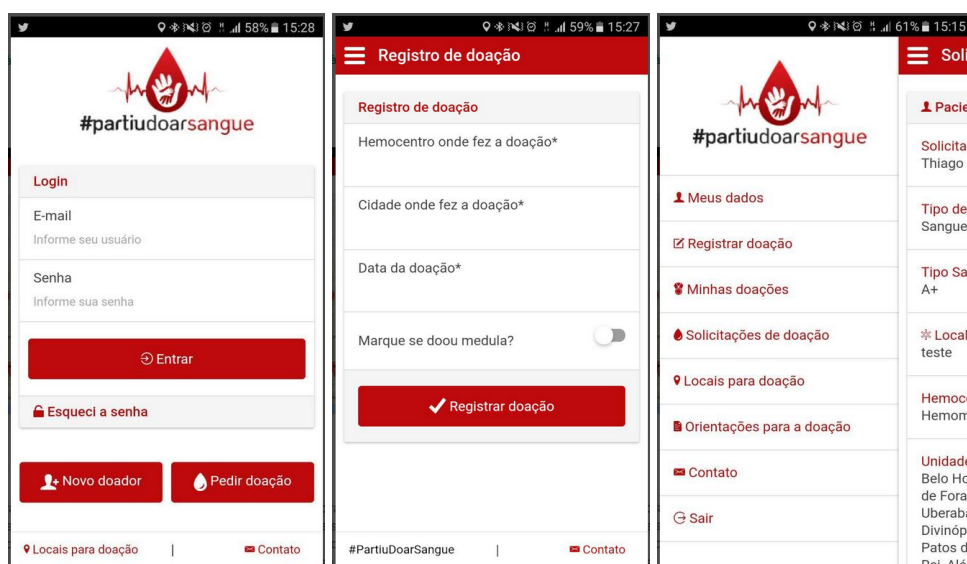 58% 15:28
#partiudoarsangue
Login
E-mail
Informe seu usuário
Senha
Informe sua senha
Entrar
Esqueci a senha
Novo doador
Pedir doação
Locais para doação | Contato
59% 15:27
Registro de doação
Registro de doação
Hemocentro onde fez a doação*
Cidade onde fez a doação*
Data da doação*
Marque se doou medula?
Registrar doação
#PartiuDoarSangue | Contato
61% 15:15
#partiudoarsangue
Meus dados
Registrar doação
Minhas doações
Solicitações de doação
Locais para doação
Orientações para a doação
Contato
Sair
Soli
Pacie
Solicita
Thiago
Tipo de
Sangue
Tipo Sa
A+
Local
teste
Hemoc
Hemom
Unidade
Belo Ho
de Fora
Uberaba
Divinóp
Patos d